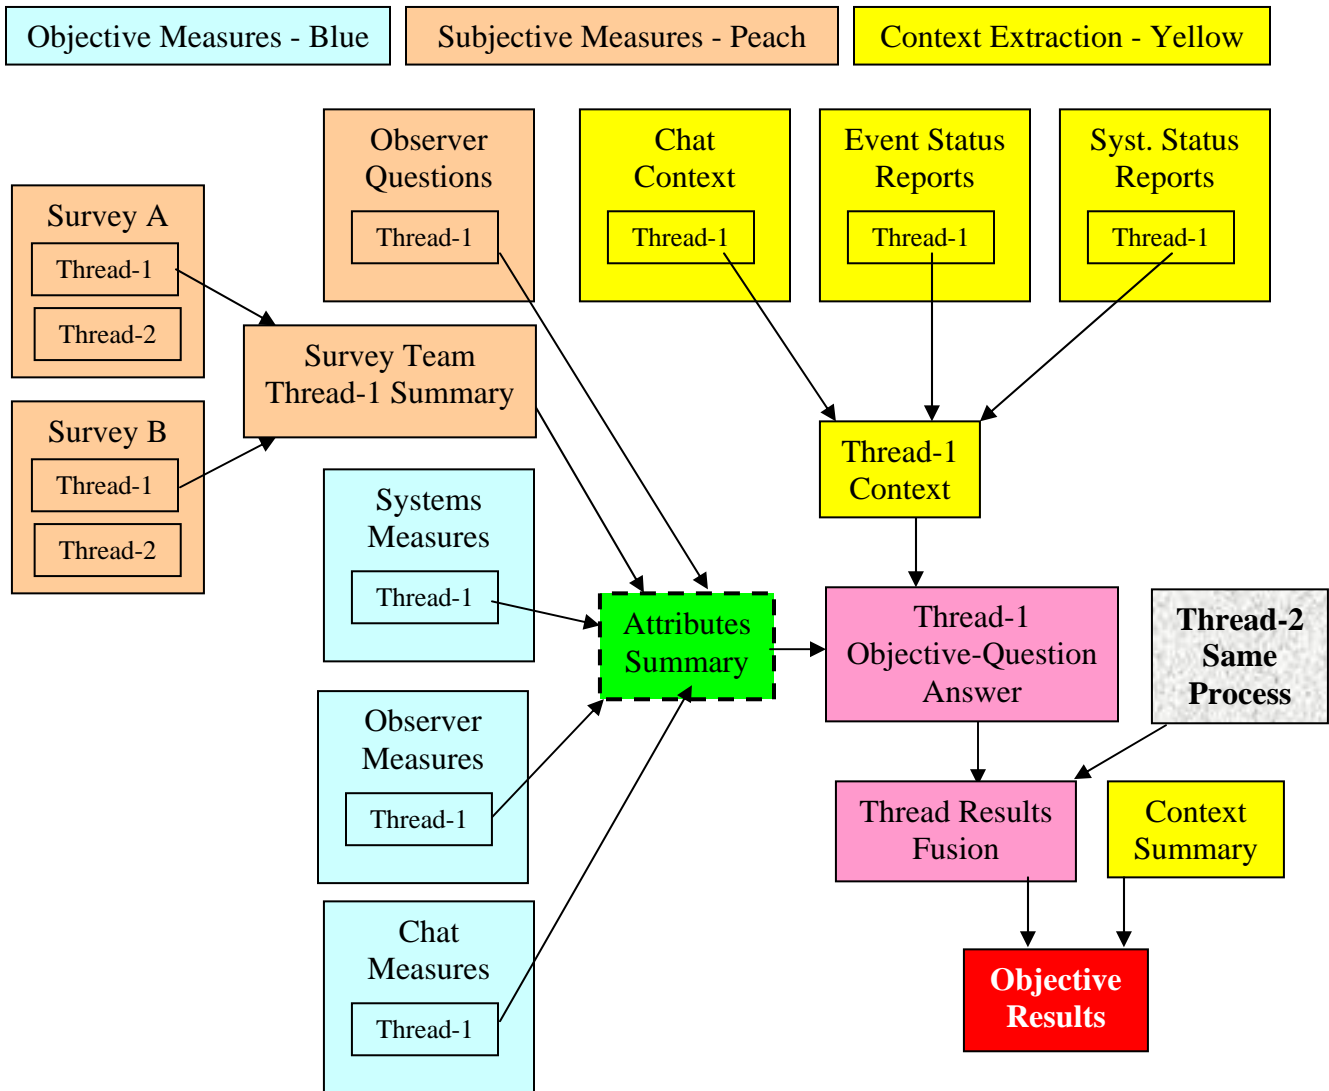 Objective Measures - Blue
Subjective Measures - Peach
Context Extraction - Yellow
Observer
Questions
Thread-1
Chat
Context
Thread-1
Event Status
Reports
Thread-1
Syst. Status
Reports
Thread-1
Survey A
Thread-1
Thread-2
Survey Team
Thread-1 Summary
Survey B
Thread-1
Thread-2
Thread-1
Context
Systems
Measures
Thread-1
Attributes
Summary
Thread-1
Objective-Question
Answer
Thread-2
Same
Process
Observer
Measures
Thread-1
Thread Results
Fusion
Context
Summary
Chat
Measures
Thread-1
Objective
Results